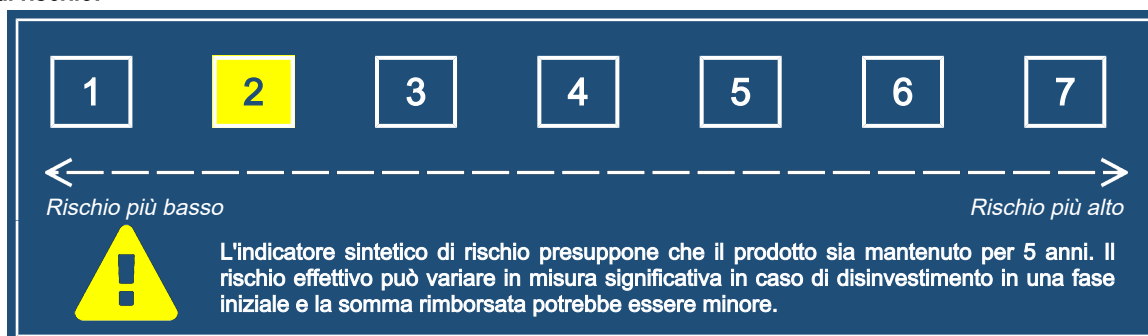 1 2 3 4 5 6 7
Rischio più basso Rischio più alto
L'indicatore sintetico di rischio presuppone che il prodotto sia mantenuto per 5 anni. Il
rischio effettivo può variare in misura significativa in caso di disinvestimento in una fase
iniziale e la somma rimborsata potrebbe essere minore.